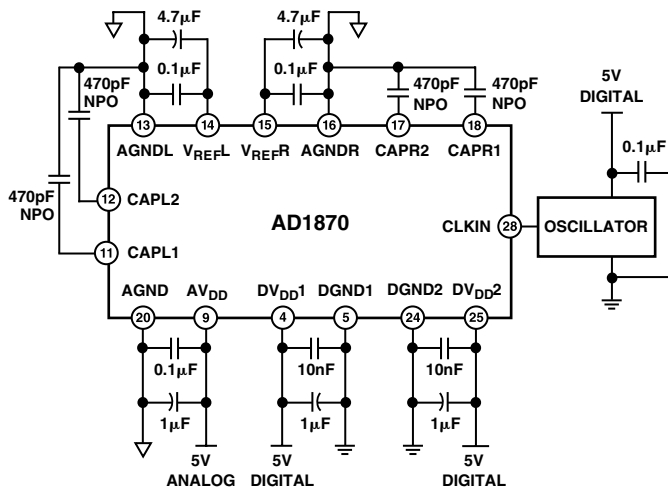 4.7µF
4.7µF
0.1µF
0.1µF
470pF
NPO
470pF
NPO
470pF
NPO
5V
DIGITAL
13
14
15
16
17
18
AGNDL
VREFL
VREFR
AGNDR
CAPR2
CAPR1
0.1µF
470pF
NPO
12
CAPL2
AD1870
CLKIN
28
OSCILLATOR
11
CAPL1
AGND
AVDD
DVDD1
DGND1
DGND2
DVDD2
20
9
4
5
24
25
0.1µF
10nF
10nF
1µF
1µF
1µF
5V
ANALOG
5V
DIGITAL
5V
DIGITAL